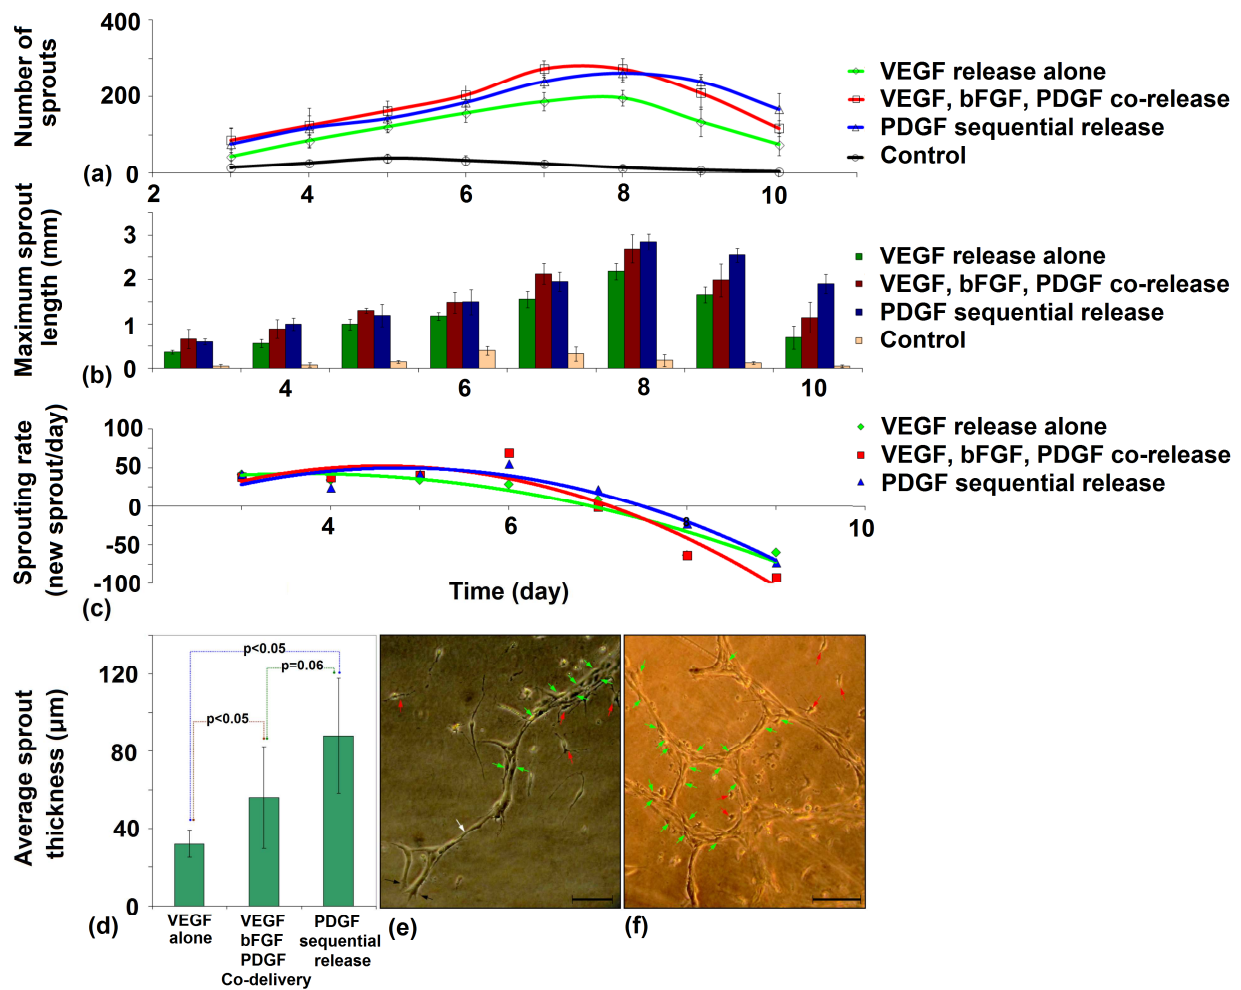 Number of
sprouts
400
200
0
(a)
2
4
6
8
10
VEGF release alone
VEGF, bFGF, PDGF co-release
PDGF sequential release
Control
Maximum sprout
length (mm)
3
2
1
0
(b)
4
6
8
10
VEGF release alone
VEGF, bFGF, PDGF co-release
PDGF sequential release
Control
Sprouting rate
(new sprout/day)
100
50
0
-50
-100
(c)
4
6
8
10
Time (day)
VEGF release alone
VEGF, bFGF, PDGF co-release
PDGF sequential release
Average sprout
thickness (µm)
120
80
40
0
p<0.05
p=0.06
p<0.05
(d)
VEGF
alone
VEGF
bFGF
PDGF
Co-delivery
PDGF
sequential
release
(e)
(f)